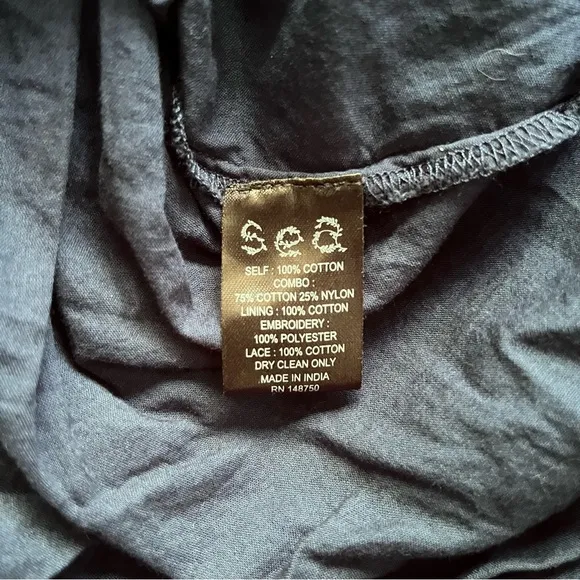 sea
SELF : 100% COTTON
COMBO :
75% COTTON 25% NYLON
LINING : 100% COTTON
EMBROIDERY :
100% POLYESTER
LACE : 100% COTTON
DRY CLEAN ONLY
MADE IN INDIA
RN 148750